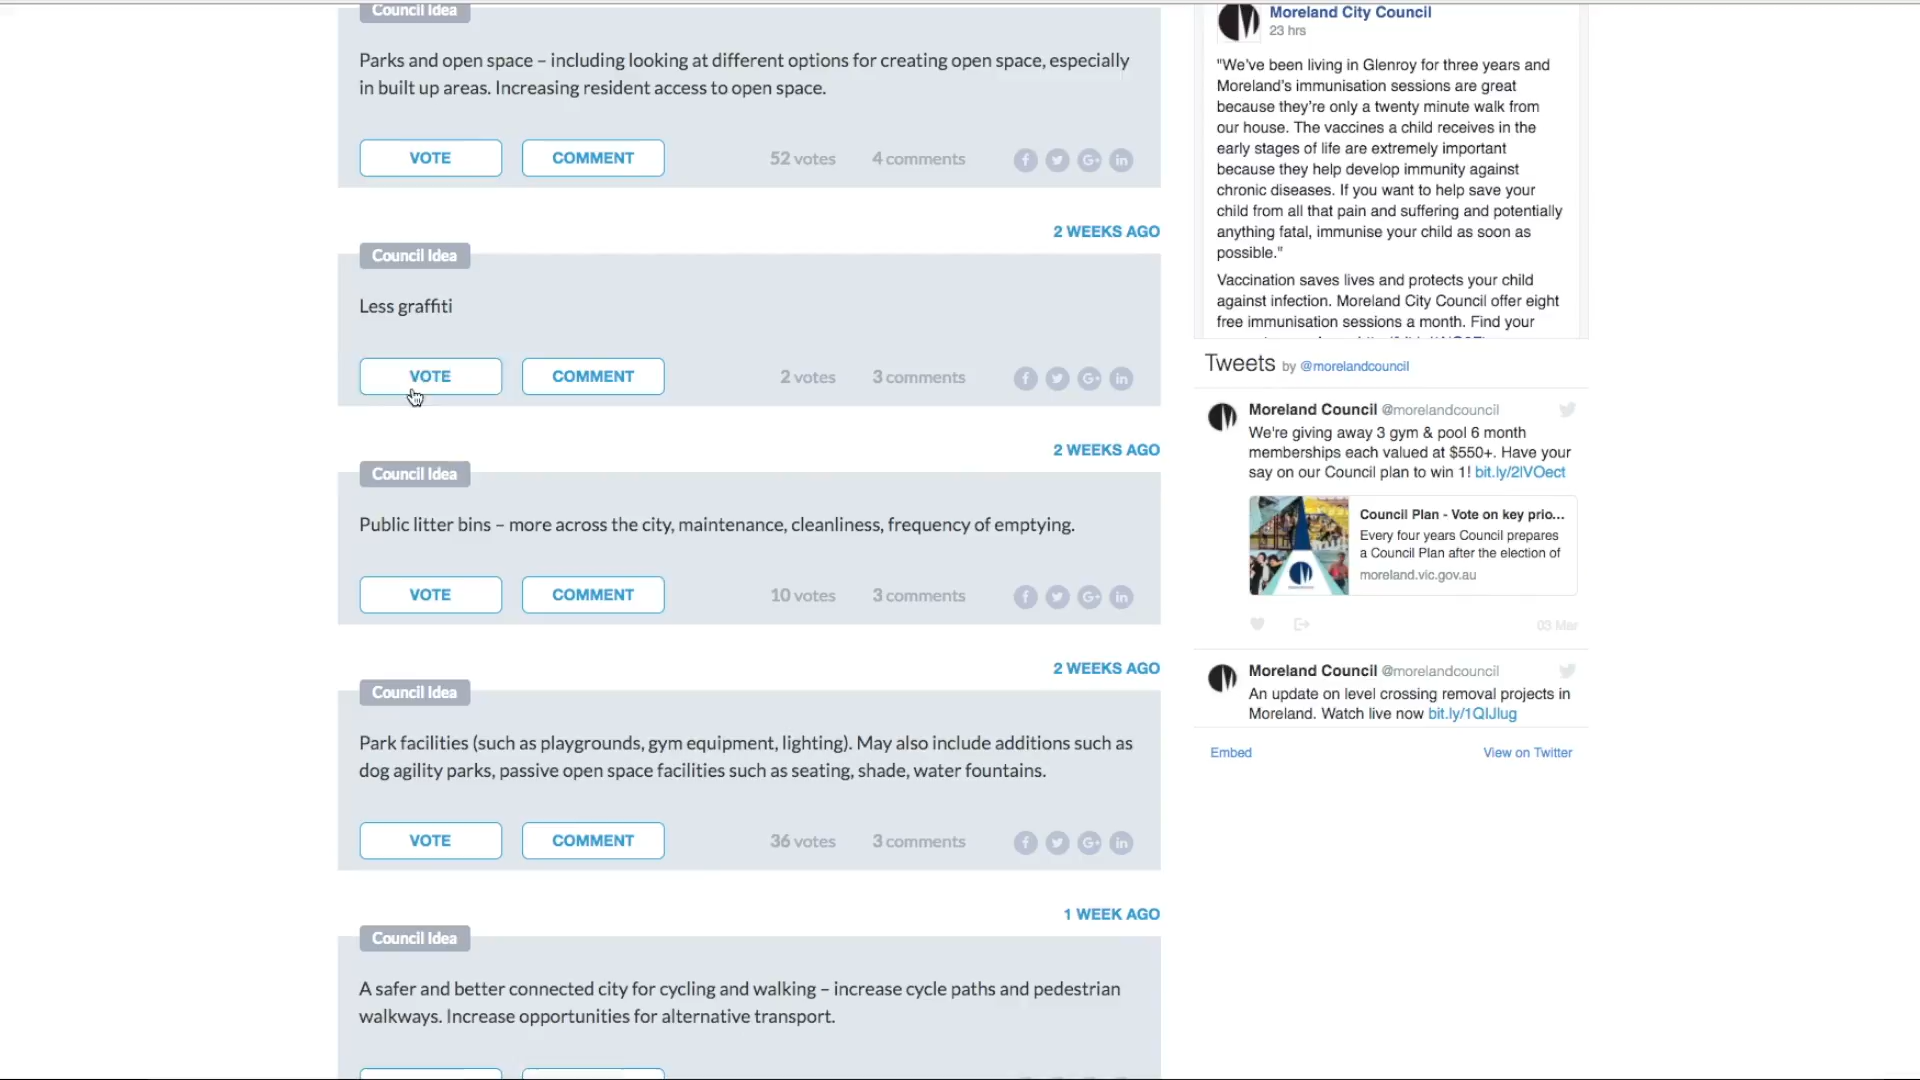 Council Idea
Parks and open space – including looking at different options for creating open space, especially
in built up areas. Increasing resident access to open space.
VOTE
COMMENT
52 votes
4 comments
2 WEEKS AGO
Council Idea
Less graffiti
VOTE
COMMENT
2 votes
3 comments
2 WEEKS AGO
Council Idea
Public litter bins – more across the city, maintenance, cleanliness, frequency of emptying.
VOTE
COMMENT
10 votes
3 comments
2 WEEKS AGO
Council Idea
Park facilities (such as playgrounds, gym equipment, lighting). May also include additions such as
dog agility parks, passive open space facilities such as seating, shade, water fountains.
VOTE
COMMENT
36 votes
3 comments
1 WEEK AGO
Council Idea
A safer and better connected city for cycling and walking – increase cycle paths and pedestrian
walkways. Increase opportunities for alternative transport.
Moreland City Council
23 hrs
"We've been living in Glenroy for three years and
Moreland's immunisation sessions are great
because they're only a twenty minute walk from
our house. The vaccines a child receives in the
early stages of life are extremely important
because they help develop immunity against
chronic diseases. If you want to help save your
child from all that pain and suffering and potentially
anything fatal, immunise your child as soon as
possible."
Vaccination saves lives and protects your child
against infection. Moreland City Council offer eight
free immunisation sessions a month. Find your
Tweets by @morelandcouncil
Moreland Council @morelandcouncil
We're giving away 3 gym & pool 6 month
memberships each valued at $550+. Have your
say on our Council plan to win 1! bit.ly/2lVOect
Council Plan - Vote on key prio...
Every four years Council prepares
a Council Plan after the election of
moreland.vic.gov.au
03 Mar
Moreland Council @morelandcouncil
An update on level crossing removal projects in
Moreland. Watch live now bit.ly/1QIJlug
Embed
View on Twitter